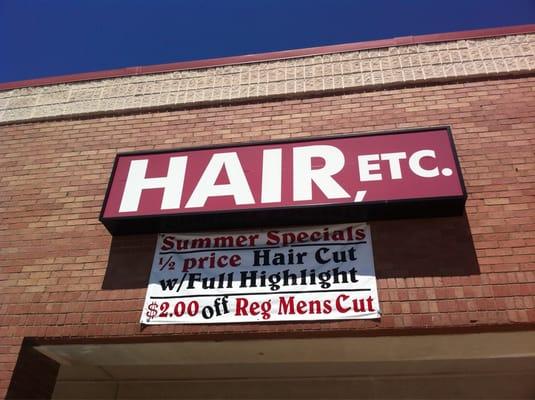 HAIR, ETC.
Summer Specials
½ price Hair Cut
w/Full Highlight
$2.00 off Reg Mens Cut